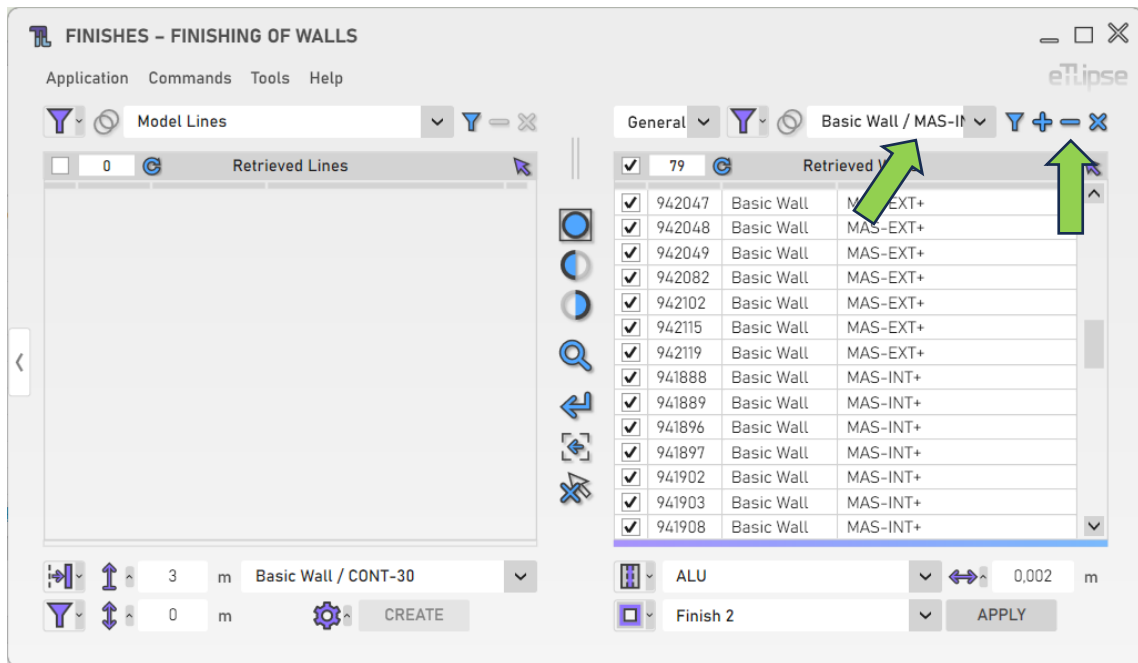 FINISHES – FINISHING OF WALLS
Application Commands Tools Help
eTLipse
Model Lines
General
Basic Wall / MAS-IN
0 Retrieved Lines
79 Retrieved
942047 Basic Wall MAS-EXT+
942048 Basic Wall MAS-EXT+
942049 Basic Wall MAS-EXT+
942082 Basic Wall MAS-EXT+
942102 Basic Wall MAS-EXT+
942115 Basic Wall MAS-EXT+
942119 Basic Wall MAS-EXT+
941888 Basic Wall MAS-INT+
941889 Basic Wall MAS-INT+
941896 Basic Wall MAS-INT+
941897 Basic Wall MAS-INT+
941902 Basic Wall MAS-INT+
941903 Basic Wall MAS-INT+
941908 Basic Wall MAS-INT+
3 m Basic Wall / CONT-30
0 m CREATE
ALU 0,002 m
Finish 2 APPLY